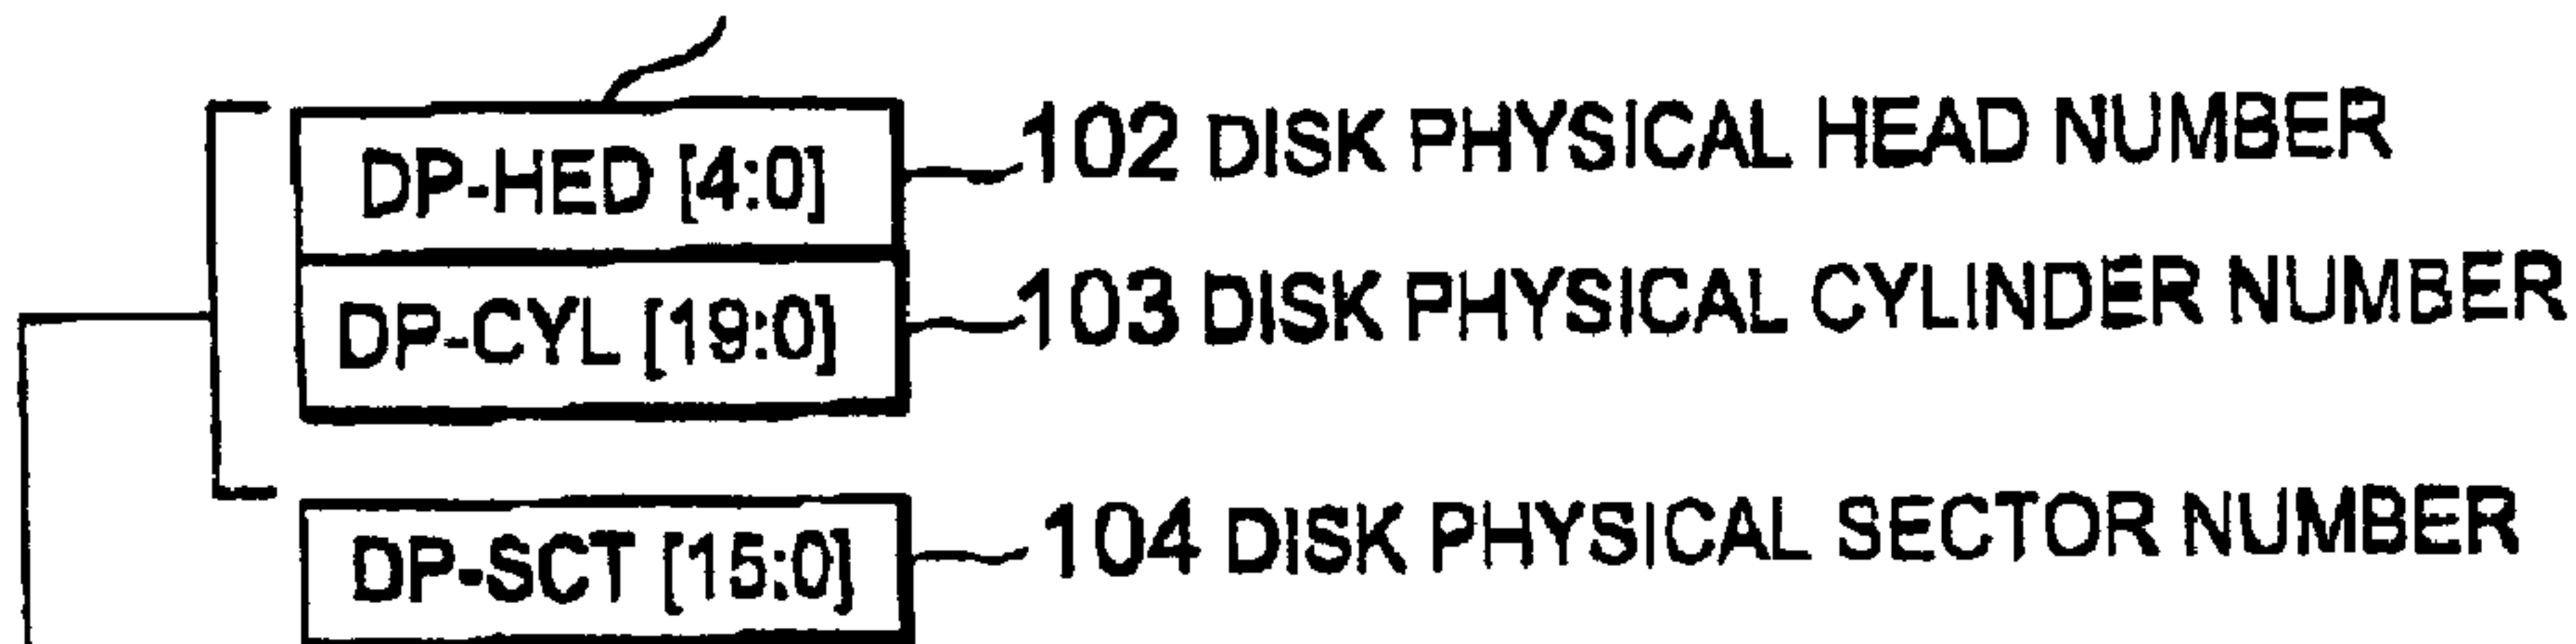 DP-HED [4:0] 102 DISK PHYSICAL HEAD NUMBER
DP-CYL [19:0] 103 DISK PHYSICAL CYLINDER NUMBER
DP-SCT [15:0] 104 DISK PHYSICAL SECTOR NUMBER